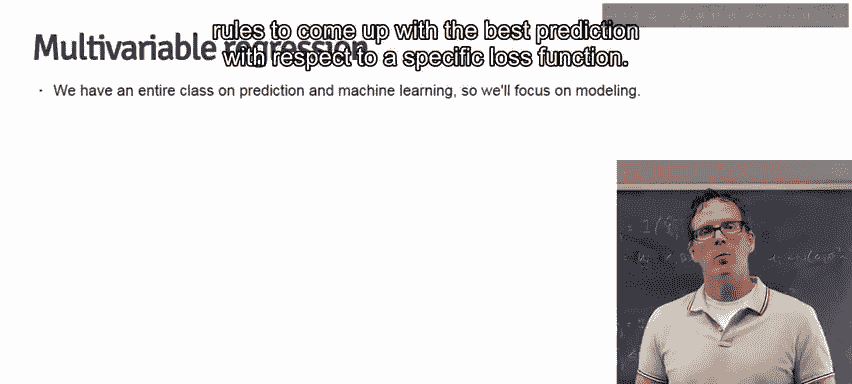 rules to come up with the best prediction
Multivariable regression
with respect to a specific loss function.
· We have an entire class on prediction and machine learning, so we'll focus on modeling.